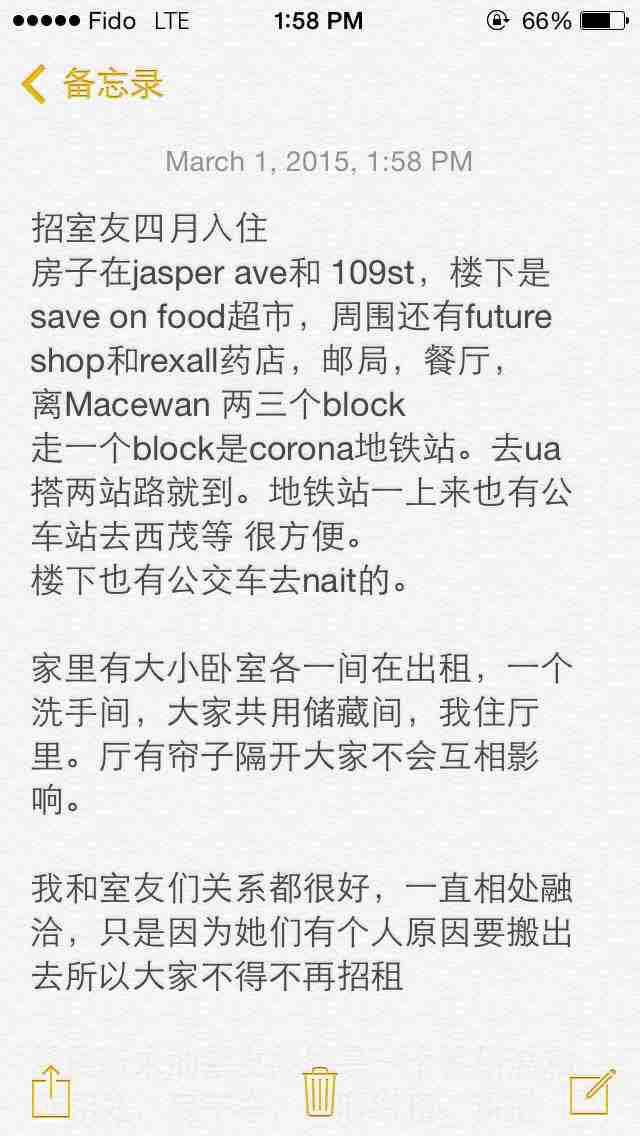 Fido LTE 1:58 PM 66%
备忘录
March 1, 2015, 1:58 PM
招室友四月入住
房子在jasper ave和 109st，楼下是
save on food超市，周围还有future
shop和rexall药店，邮局，餐厅，
离Macewan 两三个block
走一个block是corona地铁站。去ua
搭两站路就到。地铁站一上来也有公
车站去西茂等 很方便。
楼下也有公交车去nait的。
家里有大小卧室各一间在出租，一个
洗手间，大家共用储藏间，我住厅
里。厅有帘子隔开大家不会互相影
响。
我和室友们关系都很好，一直相处融
洽，只是因为她们有个人原因要搬出
去所以大家不得不再招租